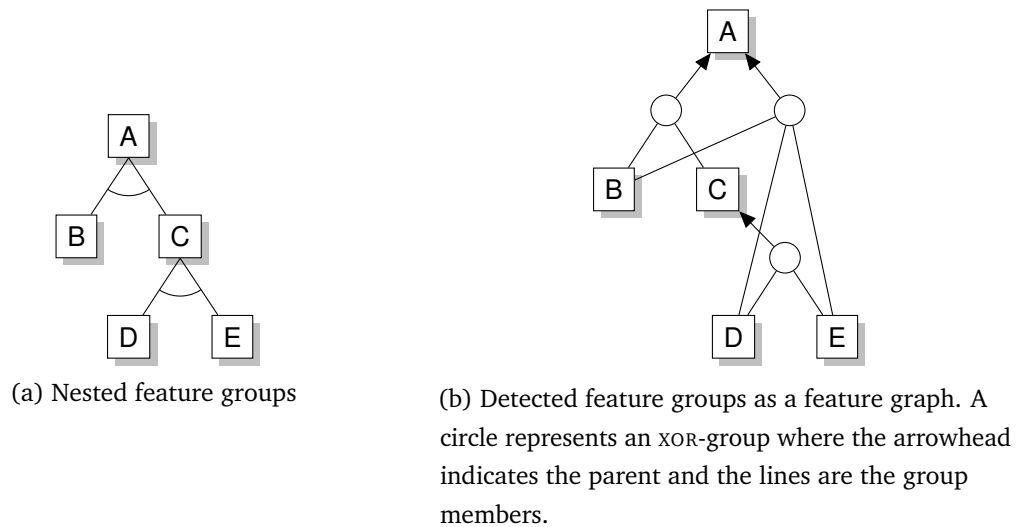 A
B
C
D
E
(a) Nested feature groups
A
B
C
D
E
(b) Detected feature groups as a feature graph. A
circle represents an XOR-group where the arrowhead
indicates the parent and the lines are the group
members.